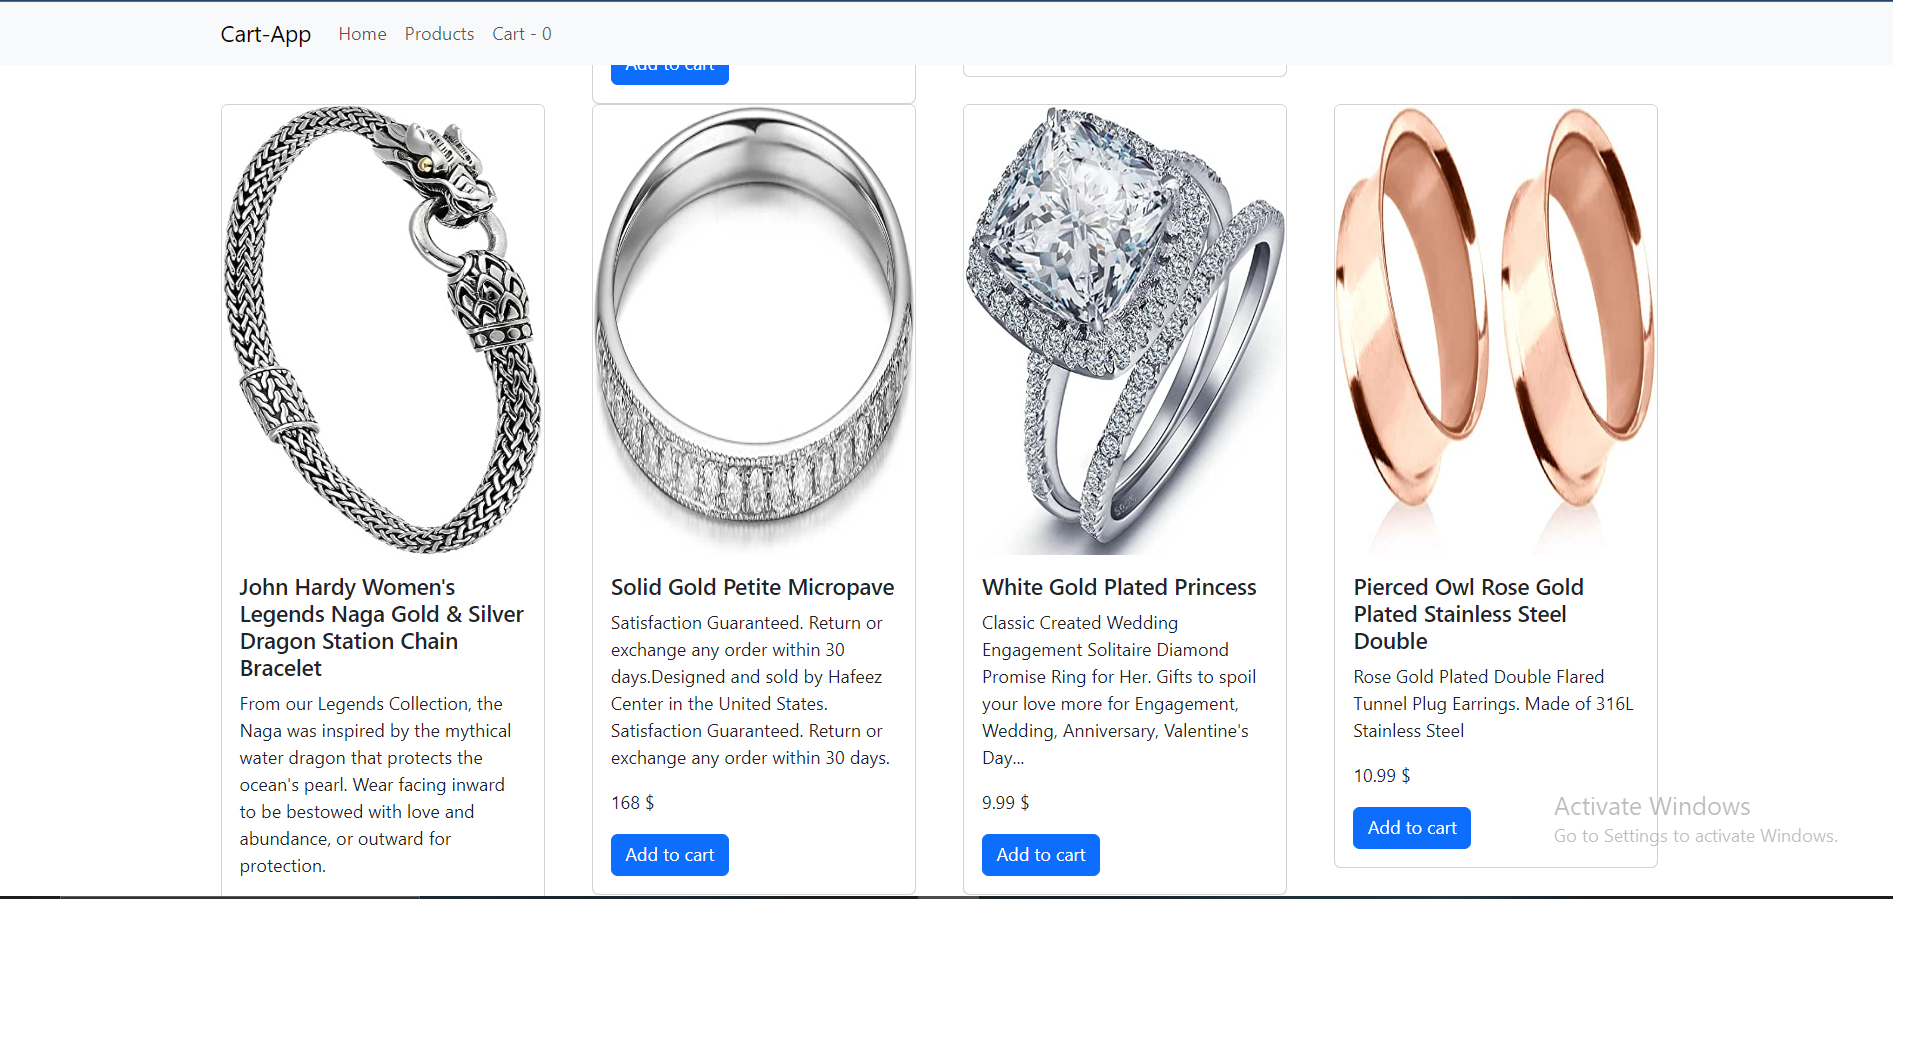 Cart-App Home Products Cart - 0
Add to cart
John Hardy Women's
Legends Naga Gold & Silver
Dragon Station Chain
Bracelet
From our Legends Collection, the
Naga was inspired by the mythical
water dragon that protects the
ocean's pearl. Wear facing inward
to be bestowed with love and
abundance, or outward for
protection.
Solid Gold Petite Micropave
Satisfaction Guaranteed. Return or
exchange any order within 30
days.Designed and sold by Hafeez
Center in the United States.
Satisfaction Guaranteed. Return or
exchange any order within 30 days.
168 $
Add to cart
White Gold Plated Princess
Classic Created Wedding
Engagement Solitaire Diamond
Promise Ring for Her. Gifts to spoil
your love more for Engagement,
Wedding, Anniversary, Valentine's
Day...
9.99 $
Add to cart
Pierced Owl Rose Gold
Plated Stainless Steel
Double
Rose Gold Plated Double Flared
Tunnel Plug Earrings. Made of 316L
Stainless Steel
10.99 $
Add to cart
Activate Windows
Go to Settings to activate Windows.